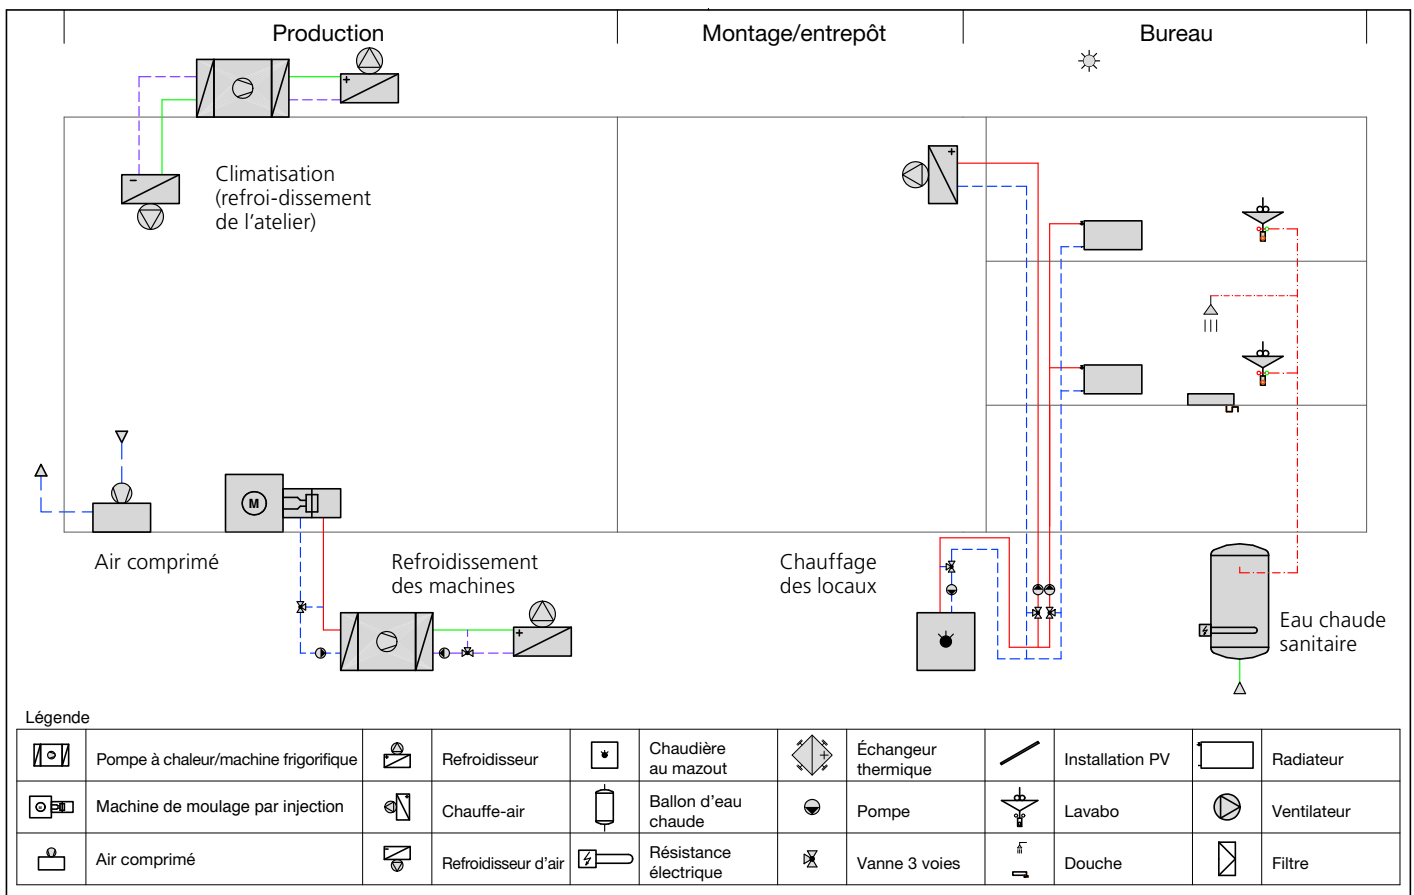 Production
Montage/entrepôt
Bureau
Climatisation
(refroi-dissement
de l'atelier)
M
Air comprimé
Refroidissement
des machines
Chauffage
des locaux
Eau chaude
sanitaire
Légende
Pompe à chaleur/machine frigorifique
Refroidisseur
Chaudière
au mazout
Échangeur
thermique
Installation PV
Radiateur
Machine de moulage par injection
Chauffe-air
Ballon d'eau
chaude
Pompe
Lavabo
Ventilateur
Air comprimé
Refroidisseur d'air
Résistance
électrique
Vanne 3 voies
Douche
Filtre